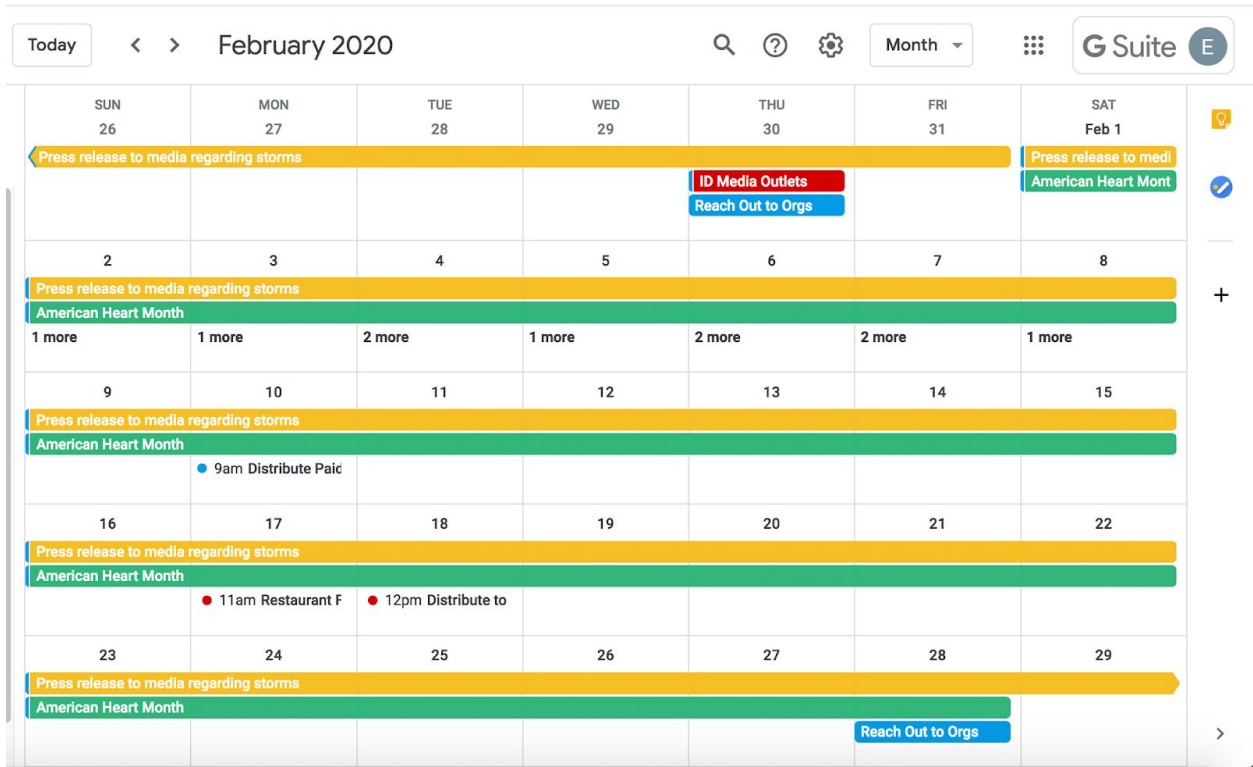 Today February 2020 Month G Suite E
SUN MON TUE WED THU FRI SAT
26 27 28 29 30 31 Feb 1
Press release to media regarding storms Press release to medi
ID Media Outlets American Heart Mont
Reach Out to Orgs
2 3 4 5 6 7 8
Press release to media regarding storms
American Heart Month
1 more 1 more 2 more 1 more 2 more 2 more 1 more
9 10 11 12 13 14 15
Press release to media regarding storms
American Heart Month
9am Distribute Paid
16 17 18 19 20 21 22
Press release to media regarding storms
American Heart Month
11am Restaurant F 12pm Distribute to
23 24 25 26 27 28 29
Press release to media regarding storms
American Heart Month
Reach Out to Orgs